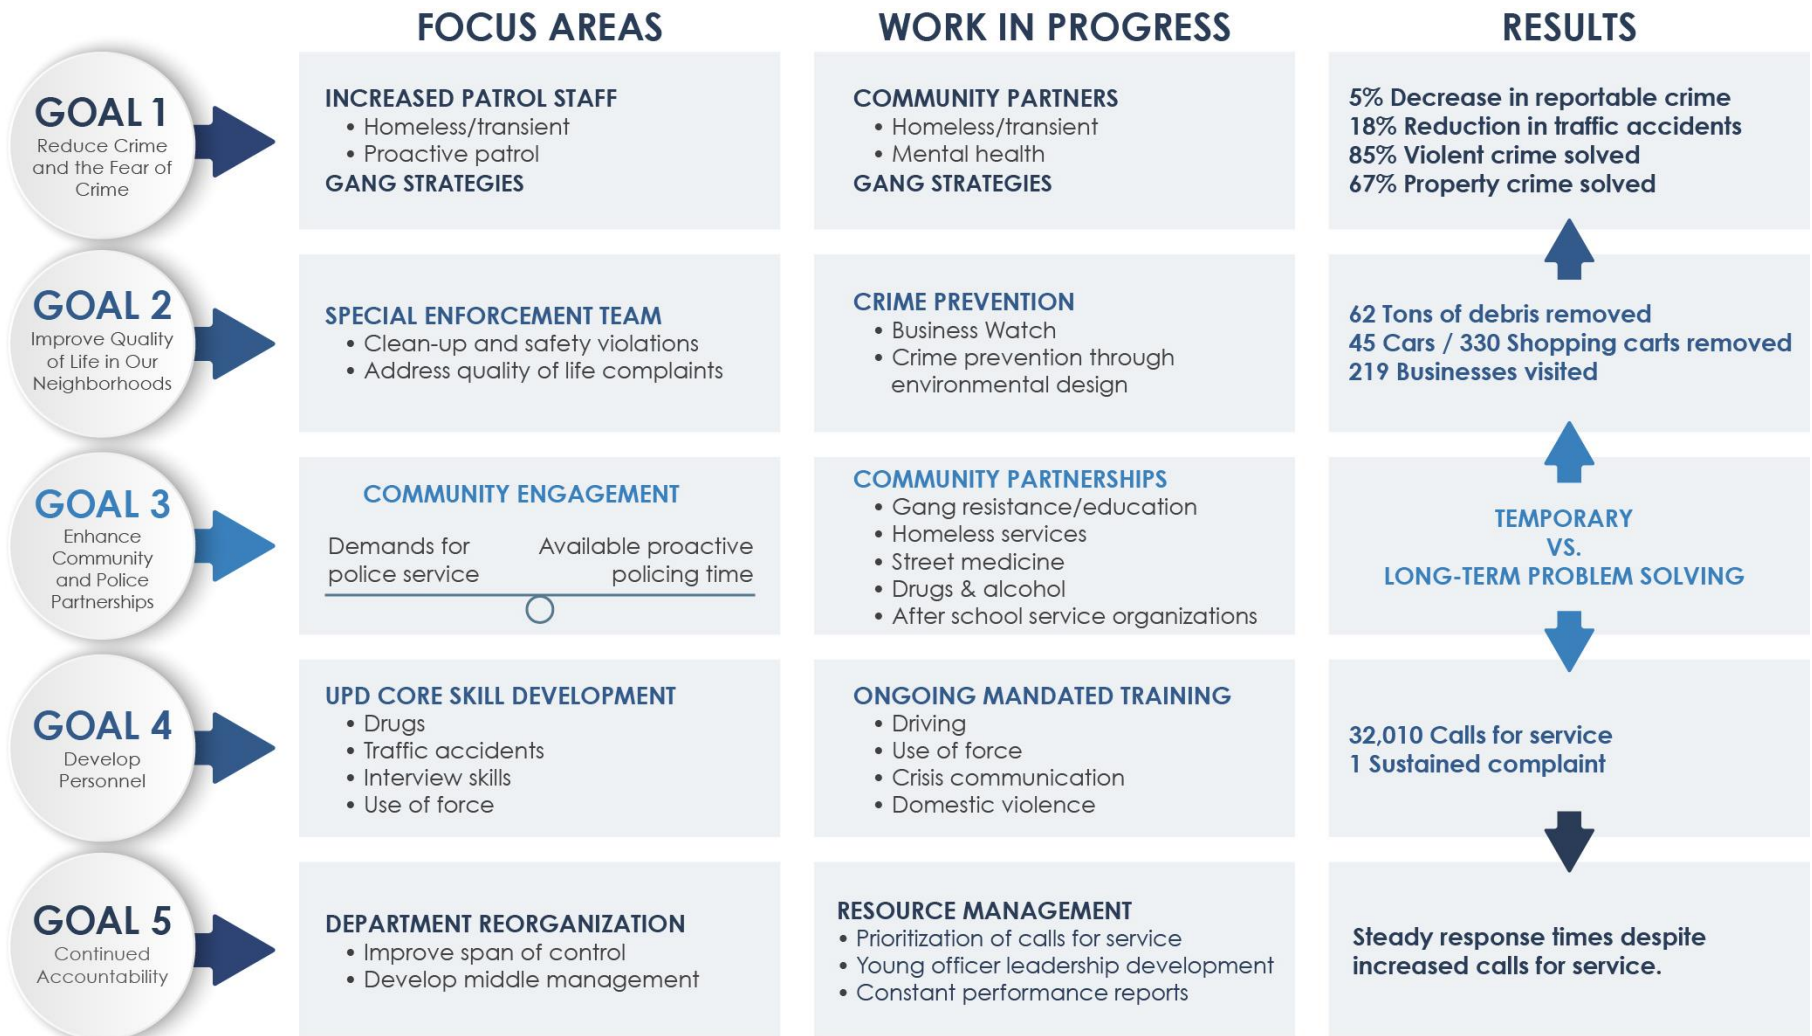 FOCUS AREAS
WORK IN PROGRESS
RESULTS
GOAL 1
Reduce Crime
and the Fear of
Crime
INCREASED PATROL STAFF
• Homeless/transient
• Proactive patrol
GANG STRATEGIES
COMMUNITY PARTNERS
• Homeless/transient
• Mental health
GANG STRATEGIES
5% Decrease in reportable crime
18% Reduction in traffic accidents
85% Violent crime solved
67% Property crime solved
GOAL 2
Improve Quality
of Life in Our
Neighborhoods
SPECIAL ENFORCEMENT TEAM
• Clean-up and safety violations
• Address quality of life complaints
CRIME PREVENTION
• Business Watch
• Crime prevention through
environmental design
62 Tons of debris removed
45 Cars / 330 Shopping carts removed
219 Businesses visited
GOAL 3
Enhance
Community
and Police
Partnerships
COMMUNITY ENGAGEMENT
Demands for
police service
Available proactive
policing time
COMMUNITY PARTNERSHIPS
• Gang resistance/education
• Homeless services
• Street medicine
• Drugs & alcohol
• After school service organizations
TEMPORARY
VS.
LONG-TERM PROBLEM SOLVING
GOAL 4
Develop
Personnel
UPD CORE SKILL DEVELOPMENT
• Drugs
• Traffic accidents
• Interview skills
• Use of force
ONGOING MANDATED TRAINING
• Driving
• Use of force
• Crisis communication
• Domestic violence
32,010 Calls for service
1 Sustained complaint
GOAL 5
Continued
Accountability
DEPARTMENT REORGANIZATION
• Improve span of control
• Develop middle management
RESOURCE MANAGEMENT
• Prioritization of calls for service
• Young officer leadership development
• Constant performance reports
Steady response times despite
increased calls for service.